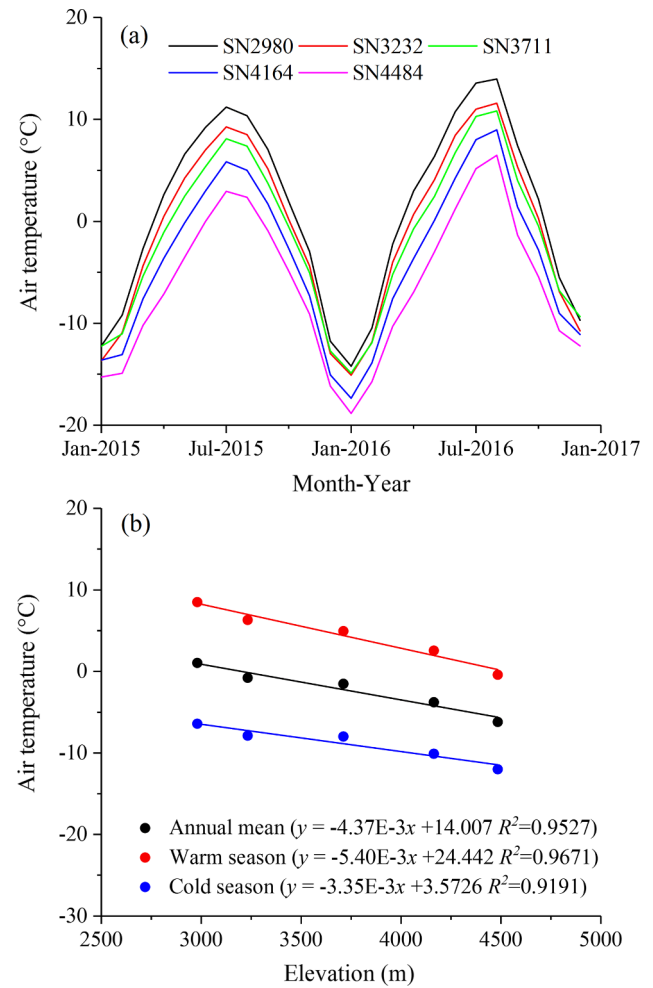 (a)
SN2980 SN3232 SN3711
SN4164 SN4484
20
10
0
-10
-20
Air temperature (°C)
Jan-2015 Jul-2015 Jan-2016 Jul-2016 Jan-2017
Month-Year
(b)
20
10
0
-10
-20
-30
Air temperature (°C)
Annual mean (y = -4.37E-3x +14.007 R²=0.9527)
Warm season (y = -5.40E-3x +24.442 R²=0.9671)
Cold season (y = -3.35E-3x +3.5726 R²=0.9191)
2500 3000 3500 4000 4500 5000
Elevation (m)